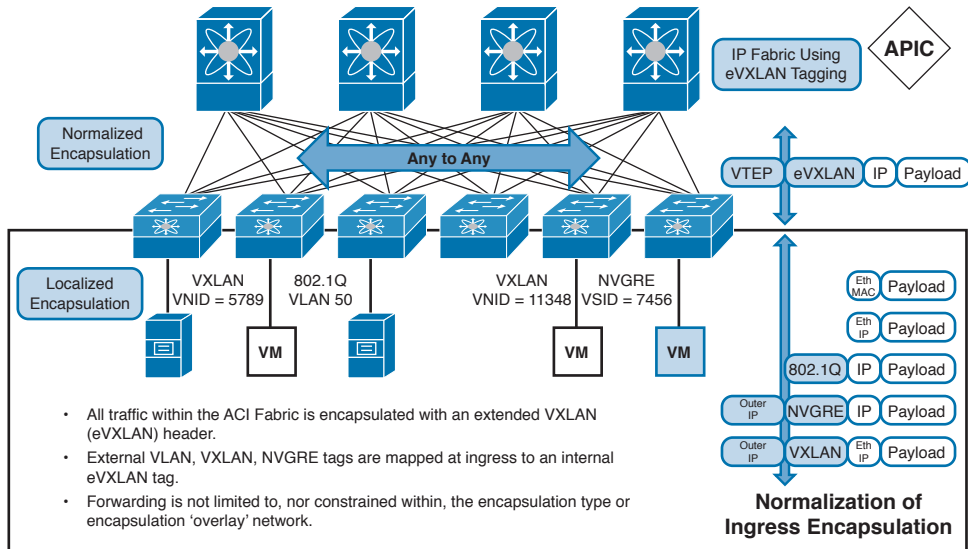 IP Fabric Using
eVXLAN Tagging
APIC
Normalized
Encapsulation
Any to Any
VTEP eVXLAN IP Payload
Localized
Encapsulation
VXLAN
VNID = 5789
802.1Q
VLAN 50
VXLAN
VNID = 11348
NVGRE
VSID = 7456
VM
VM
VM
Eth
MAC
Payload
Eth
IP
Payload
802.1Q IP Payload
Outer
IP
NVGRE IP Payload
Outer
IP
VXLAN
Eth
IP
Payload
• All traffic within the ACI Fabric is encapsulated with an extended VXLAN
(eVXLAN) header.
• External VLAN, VXLAN, NVGRE tags are mapped at ingress to an internal
eVXLAN tag.
• Forwarding is not limited to, nor constrained within, the encapsulation type or
encapsulation ‘overlay’ network.
Normalization of
Ingress Encapsulation